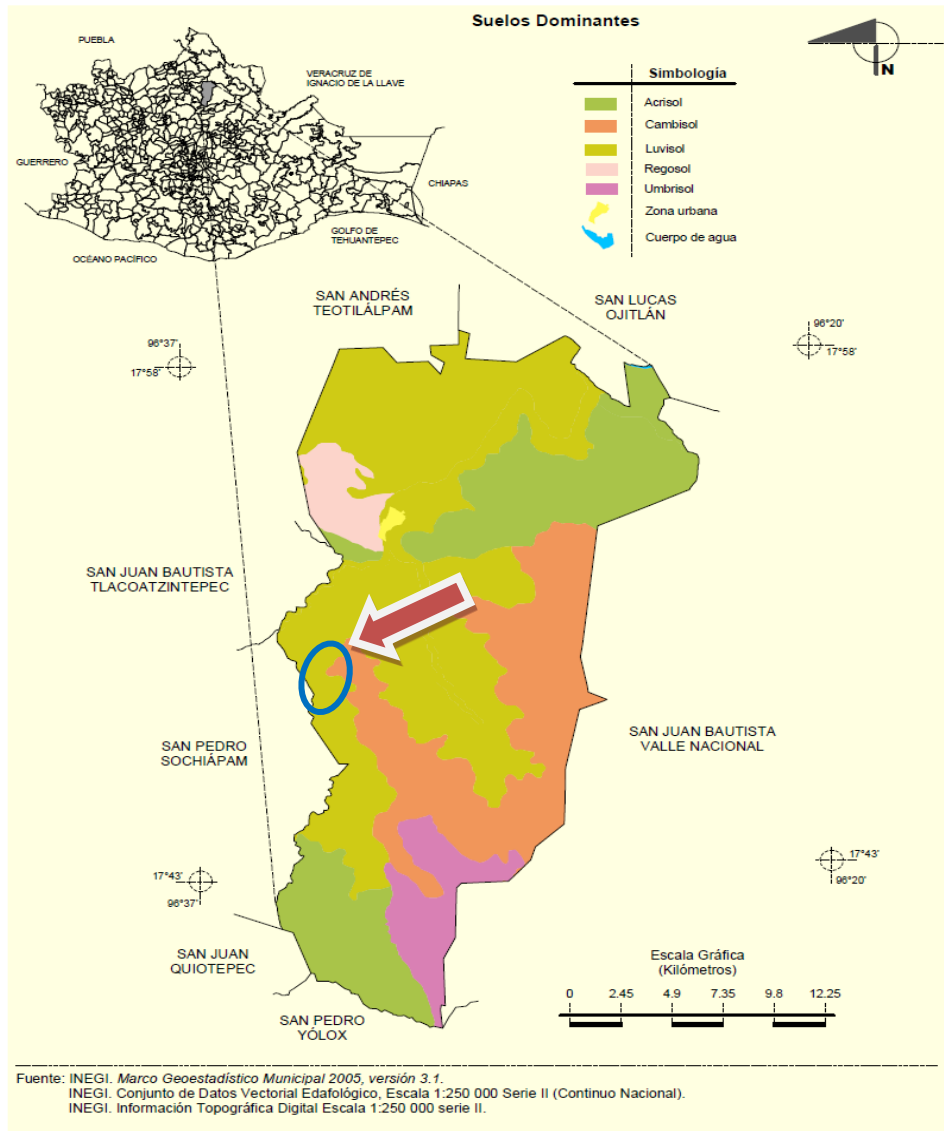 Suelos Dominantes
PUEBLA
VERACRUZ DE
IGNACIO DE LA LLAVE
GUERRERO
CHIAPAS
GOLFO DE
TEHUANTEPEC
OCÉANO PACÍFICO
N
Simbología
Acrisol
Cambisol
Luvisol
Regosol
Umbrisol
Zona urbana
Cuerpo de agua
SAN ANDRÉS
TEOTILÁLPAM
SAN LUCAS
OJITLÁN
96°37'
17°58'
96°20'
17°58'
SAN JUAN BAUTISTA
TLACOATZINTEPEC
SAN PEDRO
SOCHIÁPAM
SAN JUAN BAUTISTA
VALLE NACIONAL
17°43'
96°37'
17°43'
96°20'
SAN JUAN
QUIOTEPEC
SAN PEDRO
YÓLOX
Escala Gráfica
(Kilómetros)
0 2.45 4.9 7.35 9.8 12.25
Fuente: INEGI. Marco Geoestadístico Municipal 2005, versión 3.1.
INEGI. Conjunto de Datos Vectorial Edafológico, Escala 1:250 000 Serie II (Continuo Nacional).
INEGI. Información Topográfica Digital Escala 1:250 000 serie II.